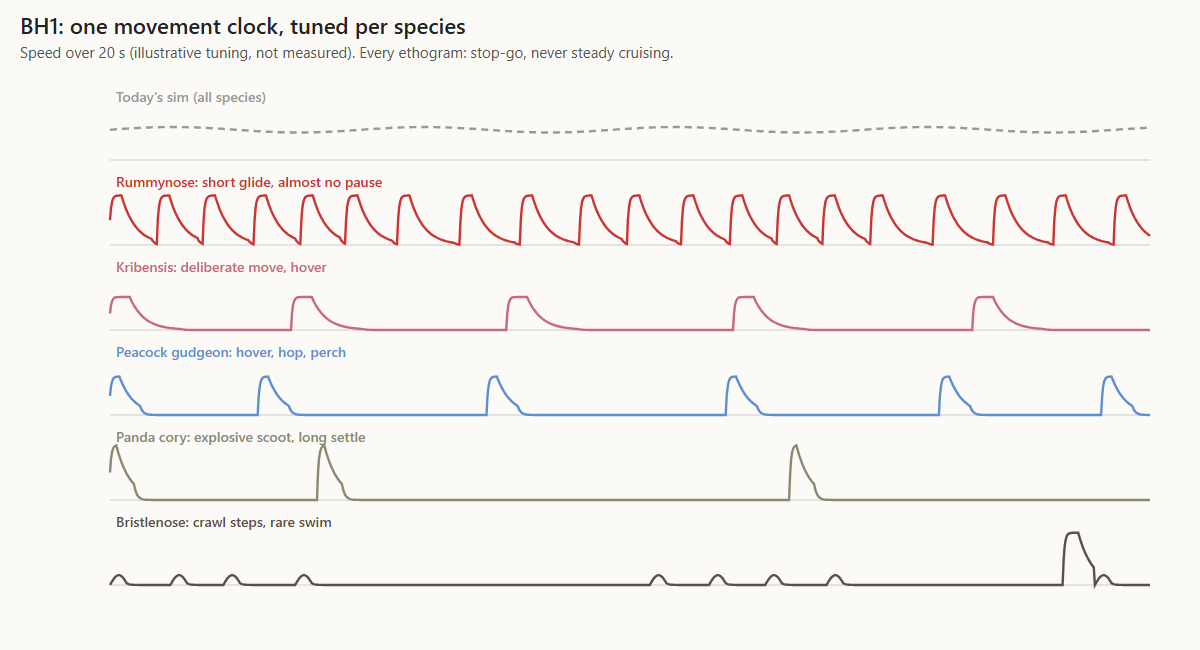 BH1: one movement clock, tuned per species
Speed over 20 s (illustrative tuning, not measured). Every ethogram: stop-go, never steady cruising.
Today's sim (all species)
Rummynose: short glide, almost no pause
Kribensis: deliberate move, hover
Peacock gudgeon: hover, hop, perch
Panda cory: explosive scoot, long settle
Bristlenose: crawl steps, rare swim